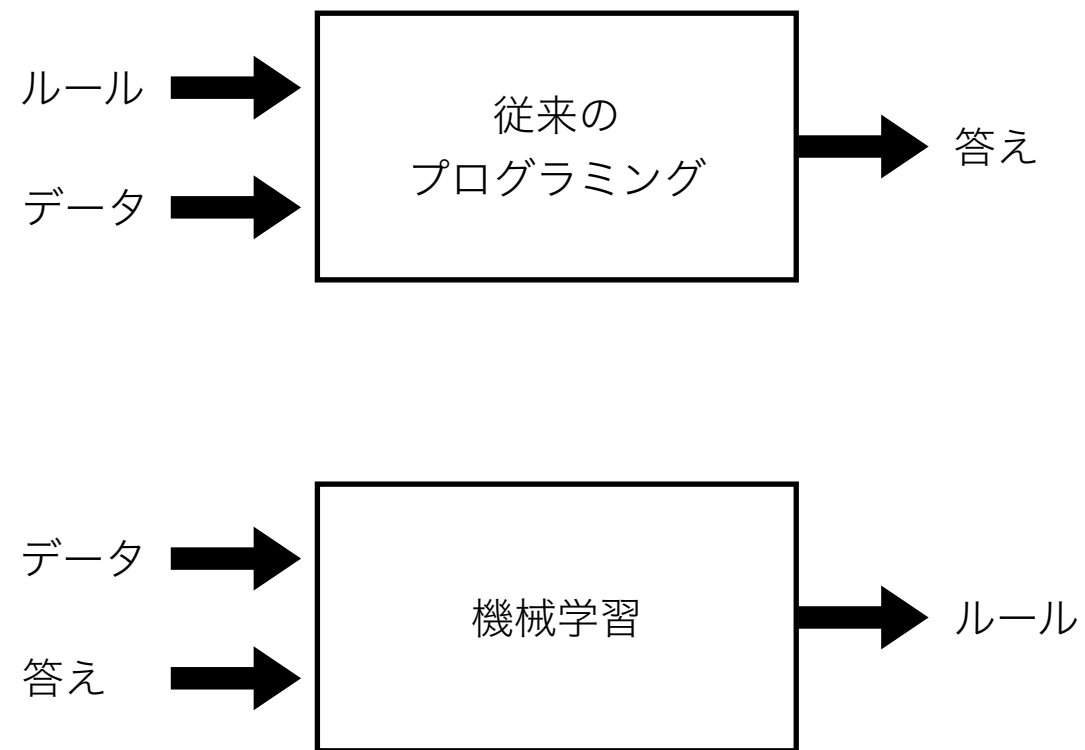 ルール
データ
従来の
プログラミング
答え
データ
答え
機械学習
ルール